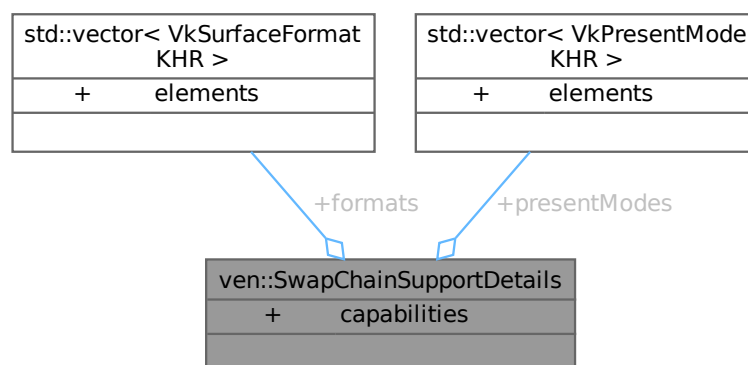 std::vector< VkSurfaceFormat
KHR >
+ elements
std::vector< VkPresentMode
KHR >
+ elements
+formats
+presentModes
ven::SwapChainSupportDetails
+ capabilities